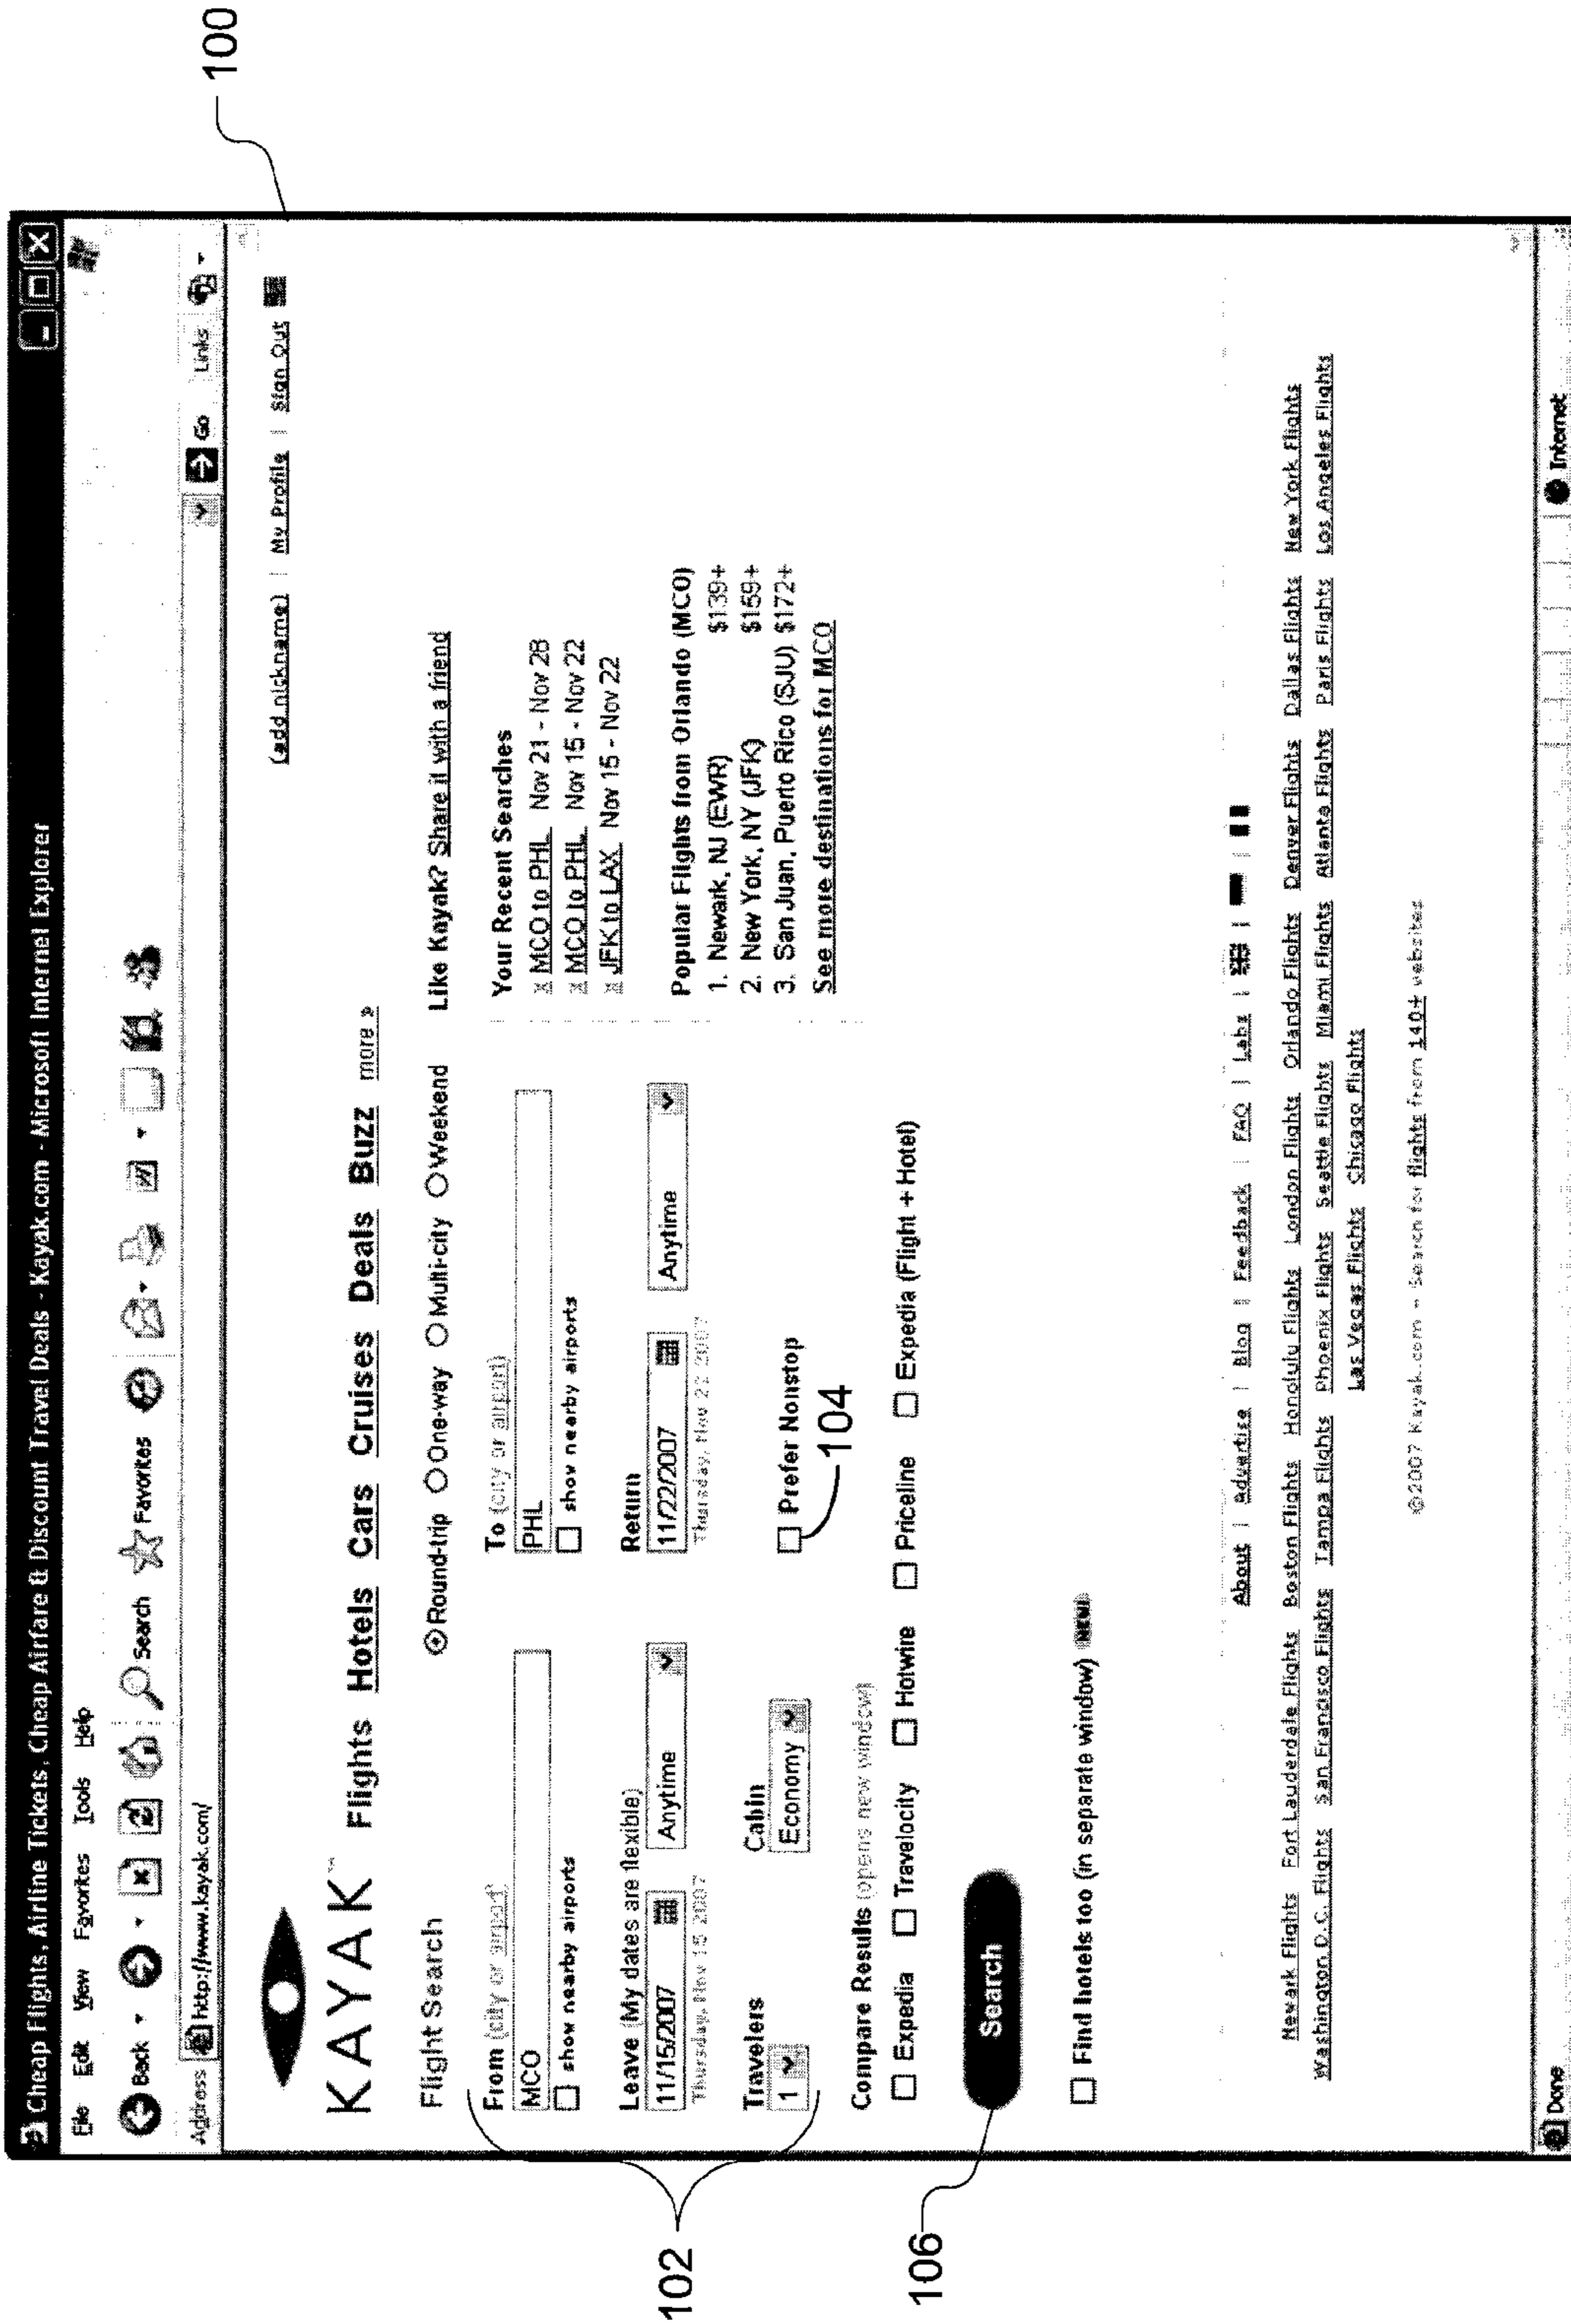 Cheap Flights, Airline Tickets, Cheap Airfare & Discount Travel Deals - Kayak.com - Microsoft Internet Explorer
File Edit View Favorites Tools Help
Back Search Favorites
Address http://www.kayak.com/ Go Links
100
(add nickname) | My Profile | Sign Out
KAYAK™ Flights Hotels Cars Cruises Deals Buzz more »
Flight Search Round-trip One-way Multi-city Weekend
Like Kayak? Share it with a friend
102
From (city or airport) To (city or airport)
MCO PHL
show nearby airports show nearby airports
Leave (My dates are flexible) Return
11/15/2007 Anytime 11/22/2007 Anytime
Thursday, Nov 15 2007 Thursday, Nov 22 2007
Travelers Cabin
1 Economy Prefer Nonstop
104
Your Recent Searches
x MCO to PHL Nov 21 - Nov 28
x MCO to PHL Nov 15 - Nov 22
x JFK to LAX Nov 15 - Nov 22
Popular Flights from Orlando (MCO)
1. Newark, NJ (EWR) $139+
2. New York, NY (JFK) $159+
3. San Juan, Puerto Rico (SJU) $172+
See more destinations for MCO
Compare Results (opens new window)
Expedia Travelocity Hotwire Priceline Expedia (Flight + Hotel)
106
Search
Find hotels too (in separate window) NEW!
About | Advertise | Blog | Feedback | FAQ | Labs | | |
Newark Flights Fort Lauderdale Flights Boston Flights Honolulu Flights London Flights Orlando Flights Denver Flights Dallas Flights New York Flights
Washington D.C. Flights San Francisco Flights Tampa Flights Phoenix Flights Seattle Flights Miami Flights Atlanta Flights Paris Flights Los Angeles Flights
Las Vegas Flights Chicago Flights
©2007 Kayak.com - Search for flights from 140+ websites
Done Internet